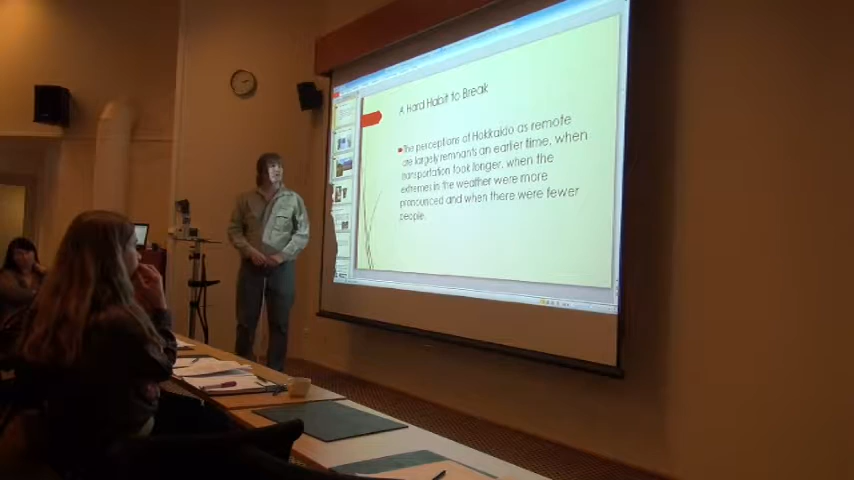 A Hard Habit to Break
The perceptions of Hokkaido as remote
are largely remnants an earlier time, when
transportation took longer, when the
extremes in the weather were more
pronounced and when there were fewer
people.